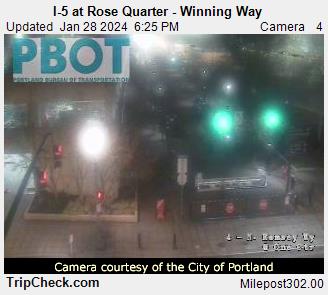 I-5 at Rose Quarter - Winning Way
Updated Jan 28 2024 6:25 PM Camera 4
PBOT
PORTLAND BUREAU OF TRANSPORTATION
Camera courtesy of the City of Portland
TripCheck.com Milepost302.00